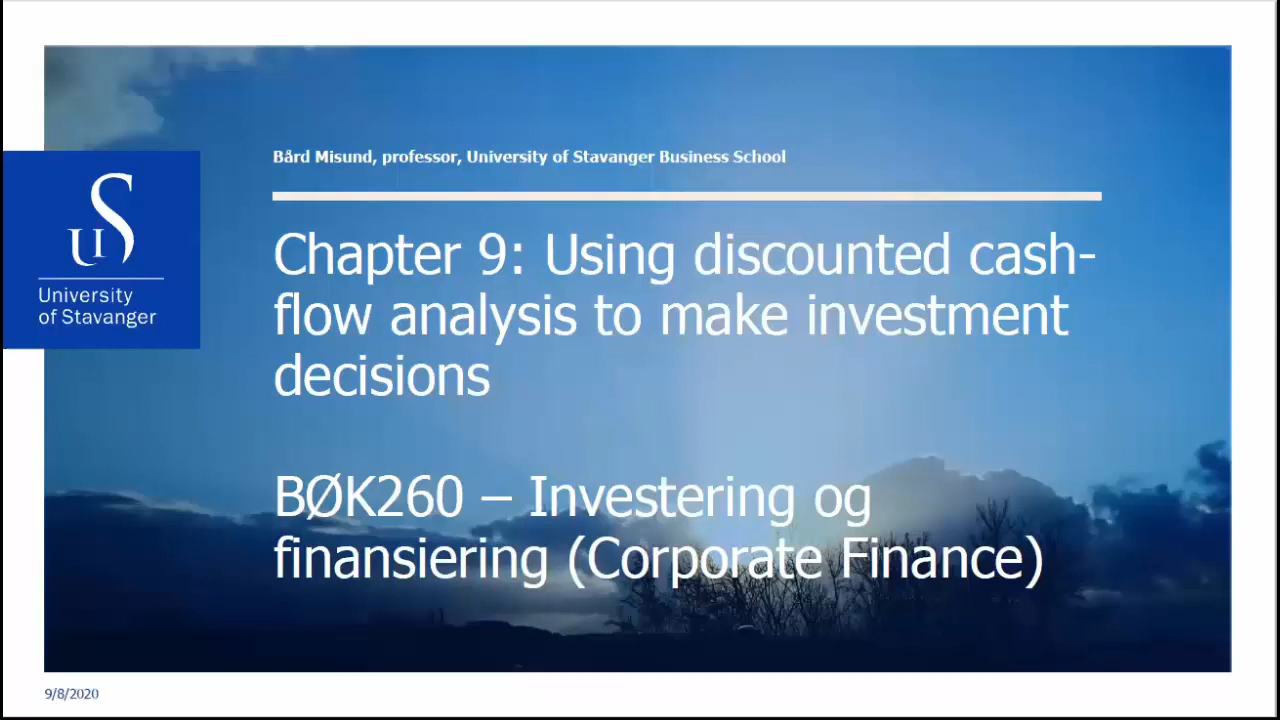 Bård Misund, professor, University of Stavanger Business School
uiS
University
of Stavanger
Chapter 9: Using discounted cash-
flow analysis to make investment
decisions
BØK260 – Investering og
finansiering (Corporate Finance)
9/8/2020